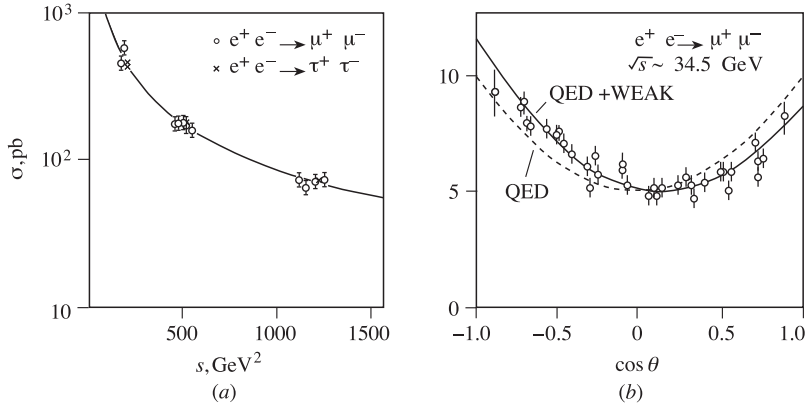 10³
○ e⁺ e⁻ → μ⁺ μ⁻
× e⁺ e⁻ → τ⁺ τ⁻
σ, pb
10²
10
500
1000
1500
s, GeV²
(a)
e⁺ e⁻ → μ⁺ μ⁻
√s ~ 34.5 GeV
10
QED +WEAK
5
QED
0
−1.0
−0.5
0
0.5
1.0
cos θ
(b)